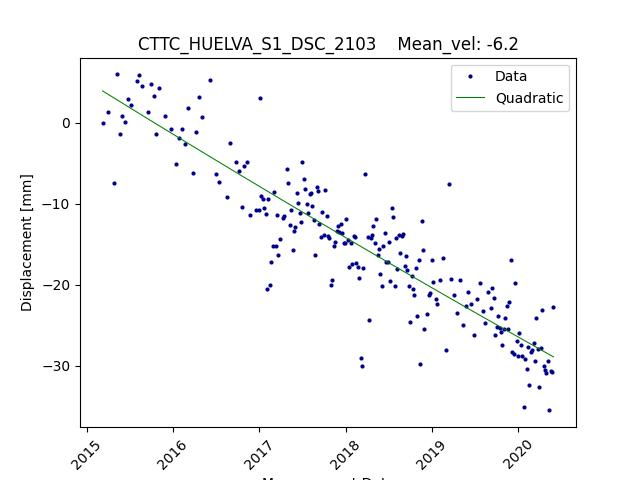 CTTC_HUELVA_S1_DSC_2103    Mean_vel: -6.2
Data
Quadratic
Displacement [mm]
0
−10
−20
−30
2015
2016
2017
2018
2019
2020